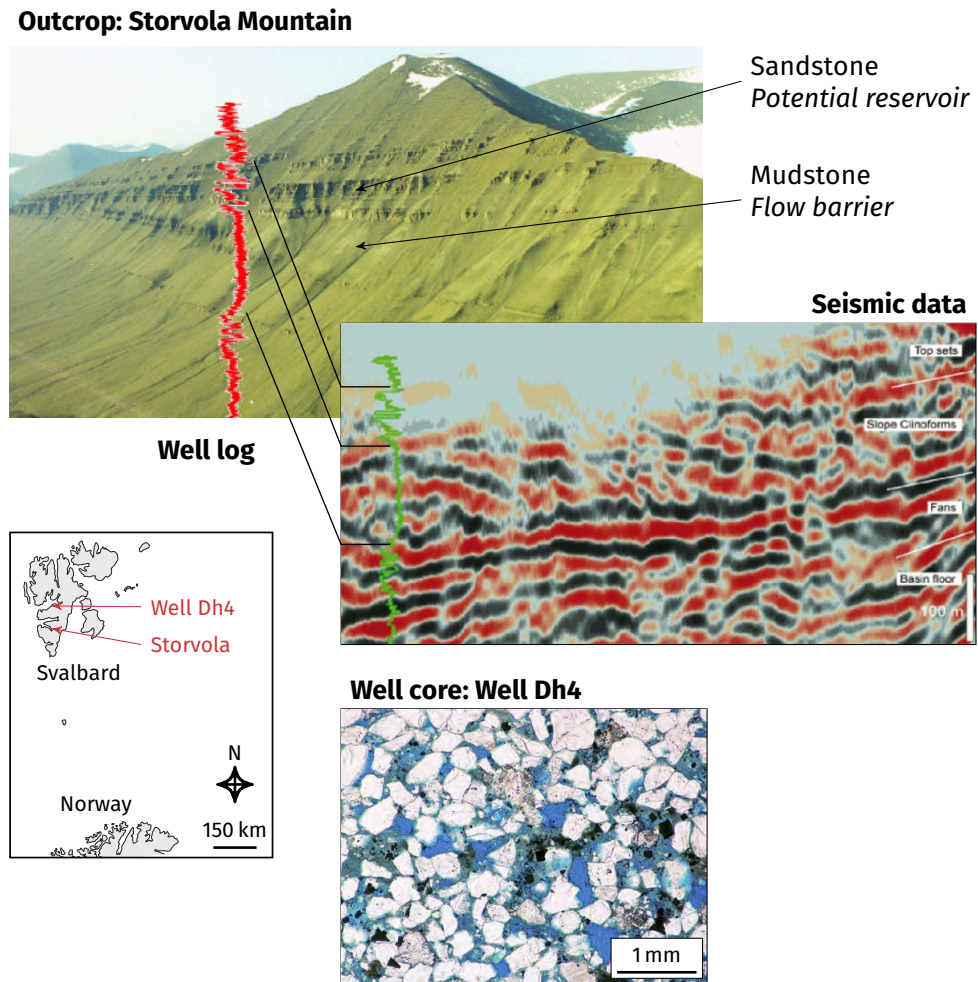 Outcrop: Storvola Mountain
Sandstone
Potential reservoir
Mudstone
Flow barrier
Seismic data
Top sets
Slope Clinoforms
Fans
Basin floor
100 m
Well log
Well Dh4
Storvola
Svalbard
N
Norway
150 km
Well core: Well Dh4
1 mm